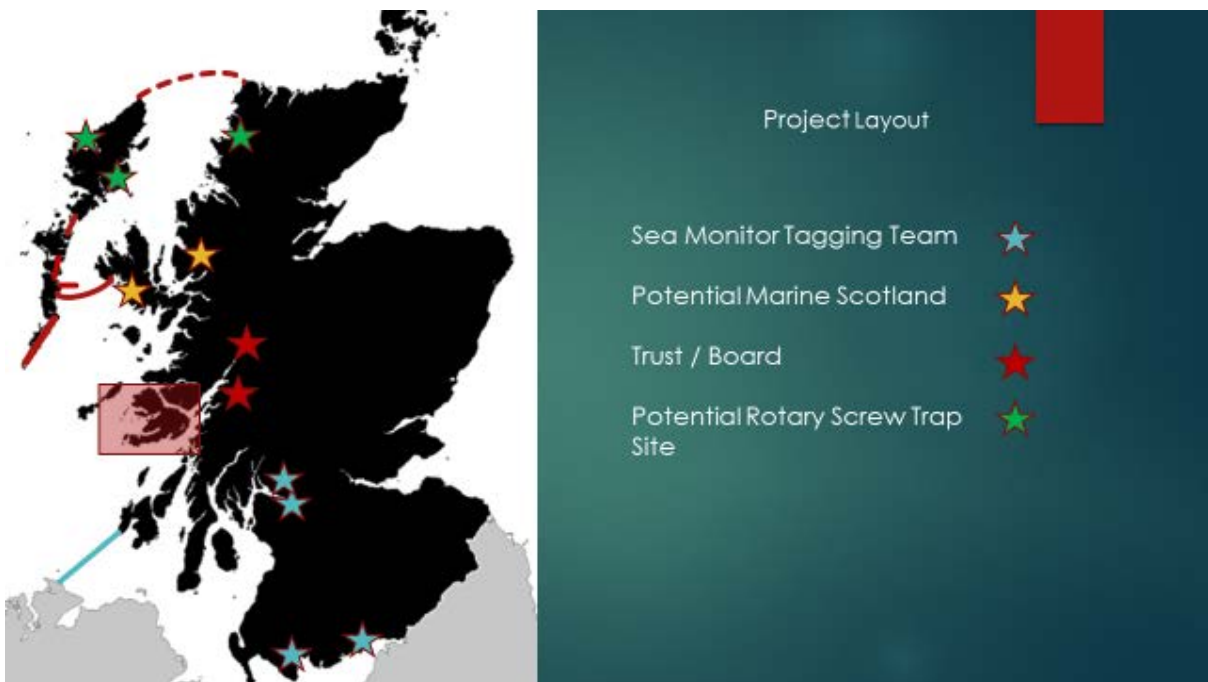 Project Layout
Sea Monitor Tagging Team
Potential Marine Scotland
Trust / Board
Potential Rotary Screw Trap
Site